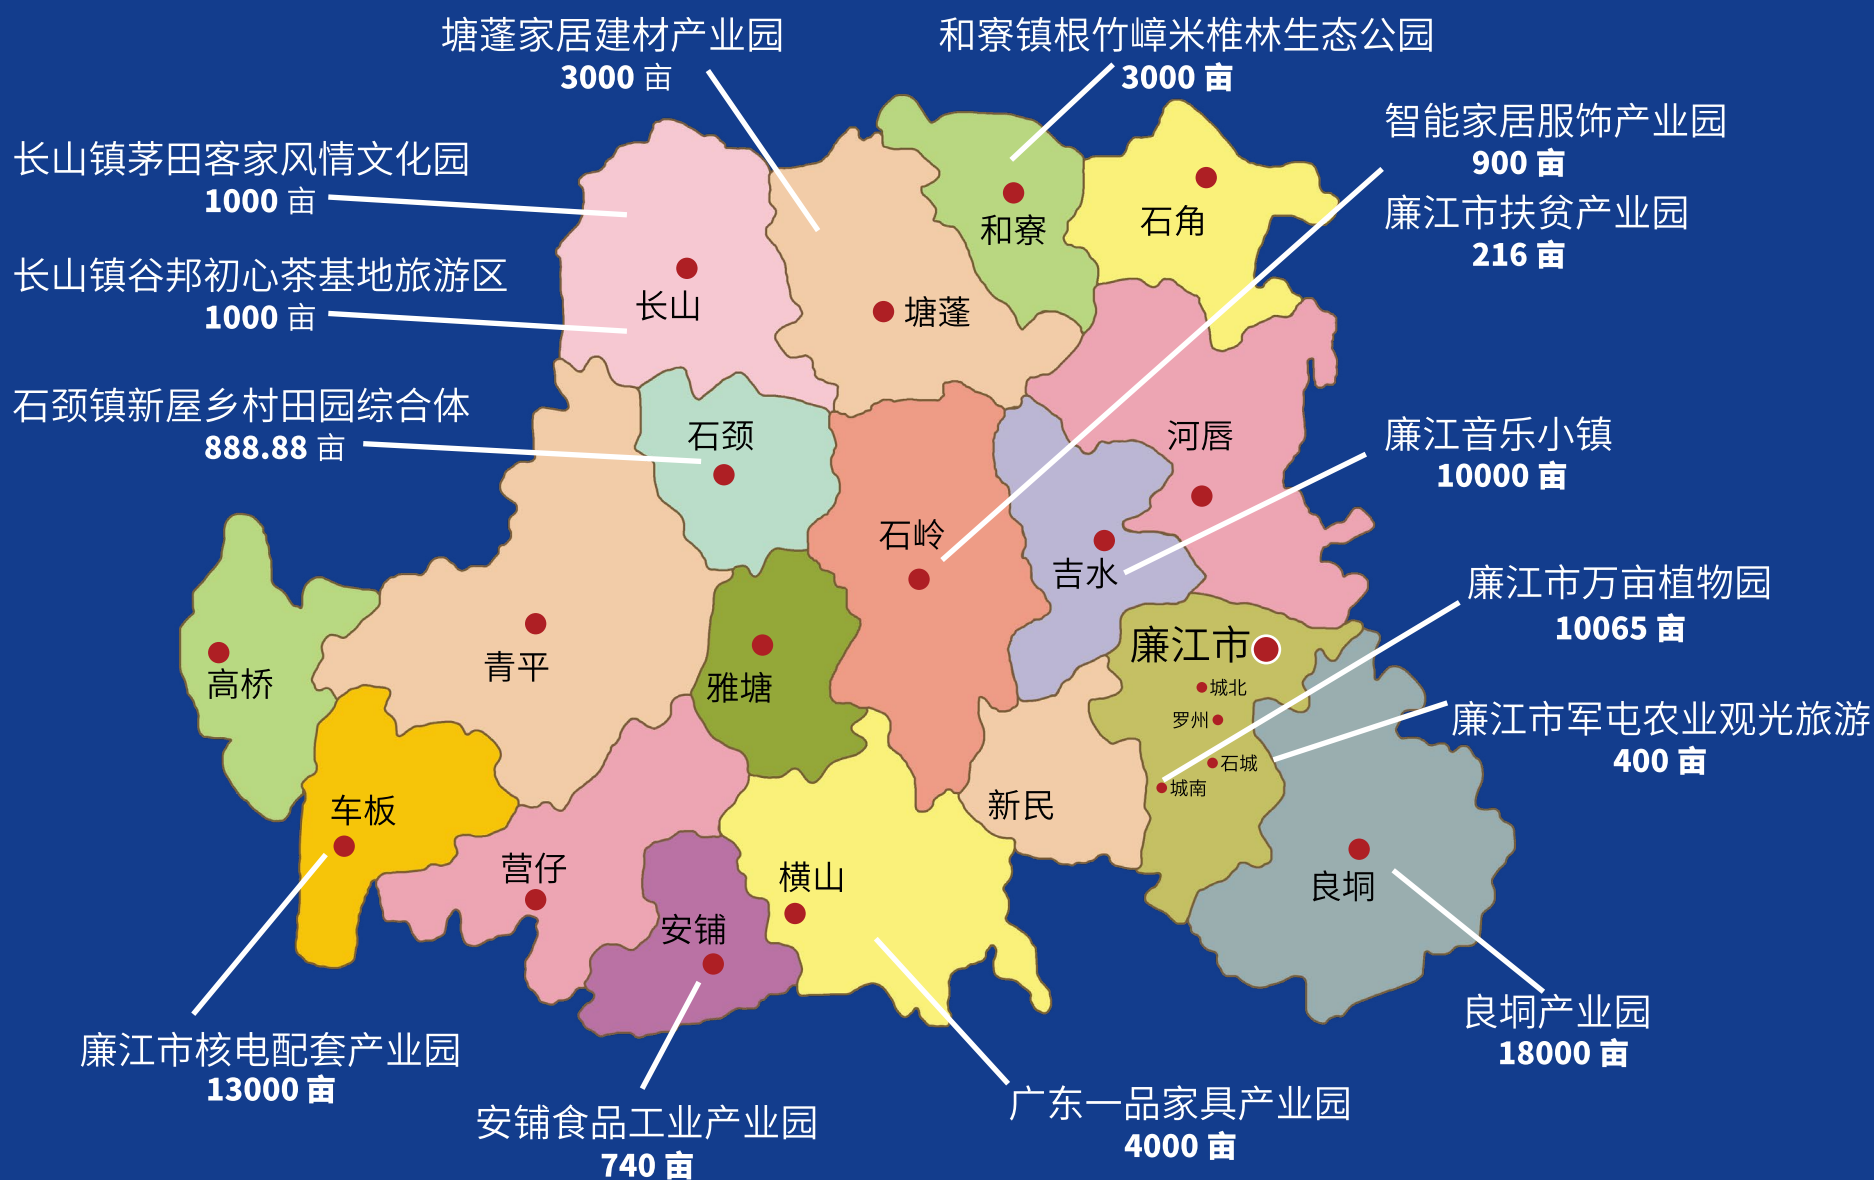 塘蓬家居建材产业园
3000 亩
和寮镇根竹嶂米椎林生态公园
3000 亩
智能家居服饰产业园
900 亩
廉江市扶贫产业园
216 亩
长山镇茅田客家风情文化园
1000 亩
长山镇谷邦初心茶基地旅游区
1000 亩
石颈镇新屋乡村田园综合体
888.88 亩
廉江音乐小镇
10000 亩
廉江市万亩植物园
10065 亩
廉江市军屯农业观光旅游
400 亩
良垌产业园
18000 亩
广东一品家具产业园
4000 亩
安铺食品工业产业园
740 亩
廉江市核电配套产业园
13000 亩
和寮
石角
长山
塘蓬
石颈
河唇
石岭
吉水
廉江市
城北
罗州
石城
城南
青平
高桥
雅塘
车板
新民
营仔
横山
安铺
良垌